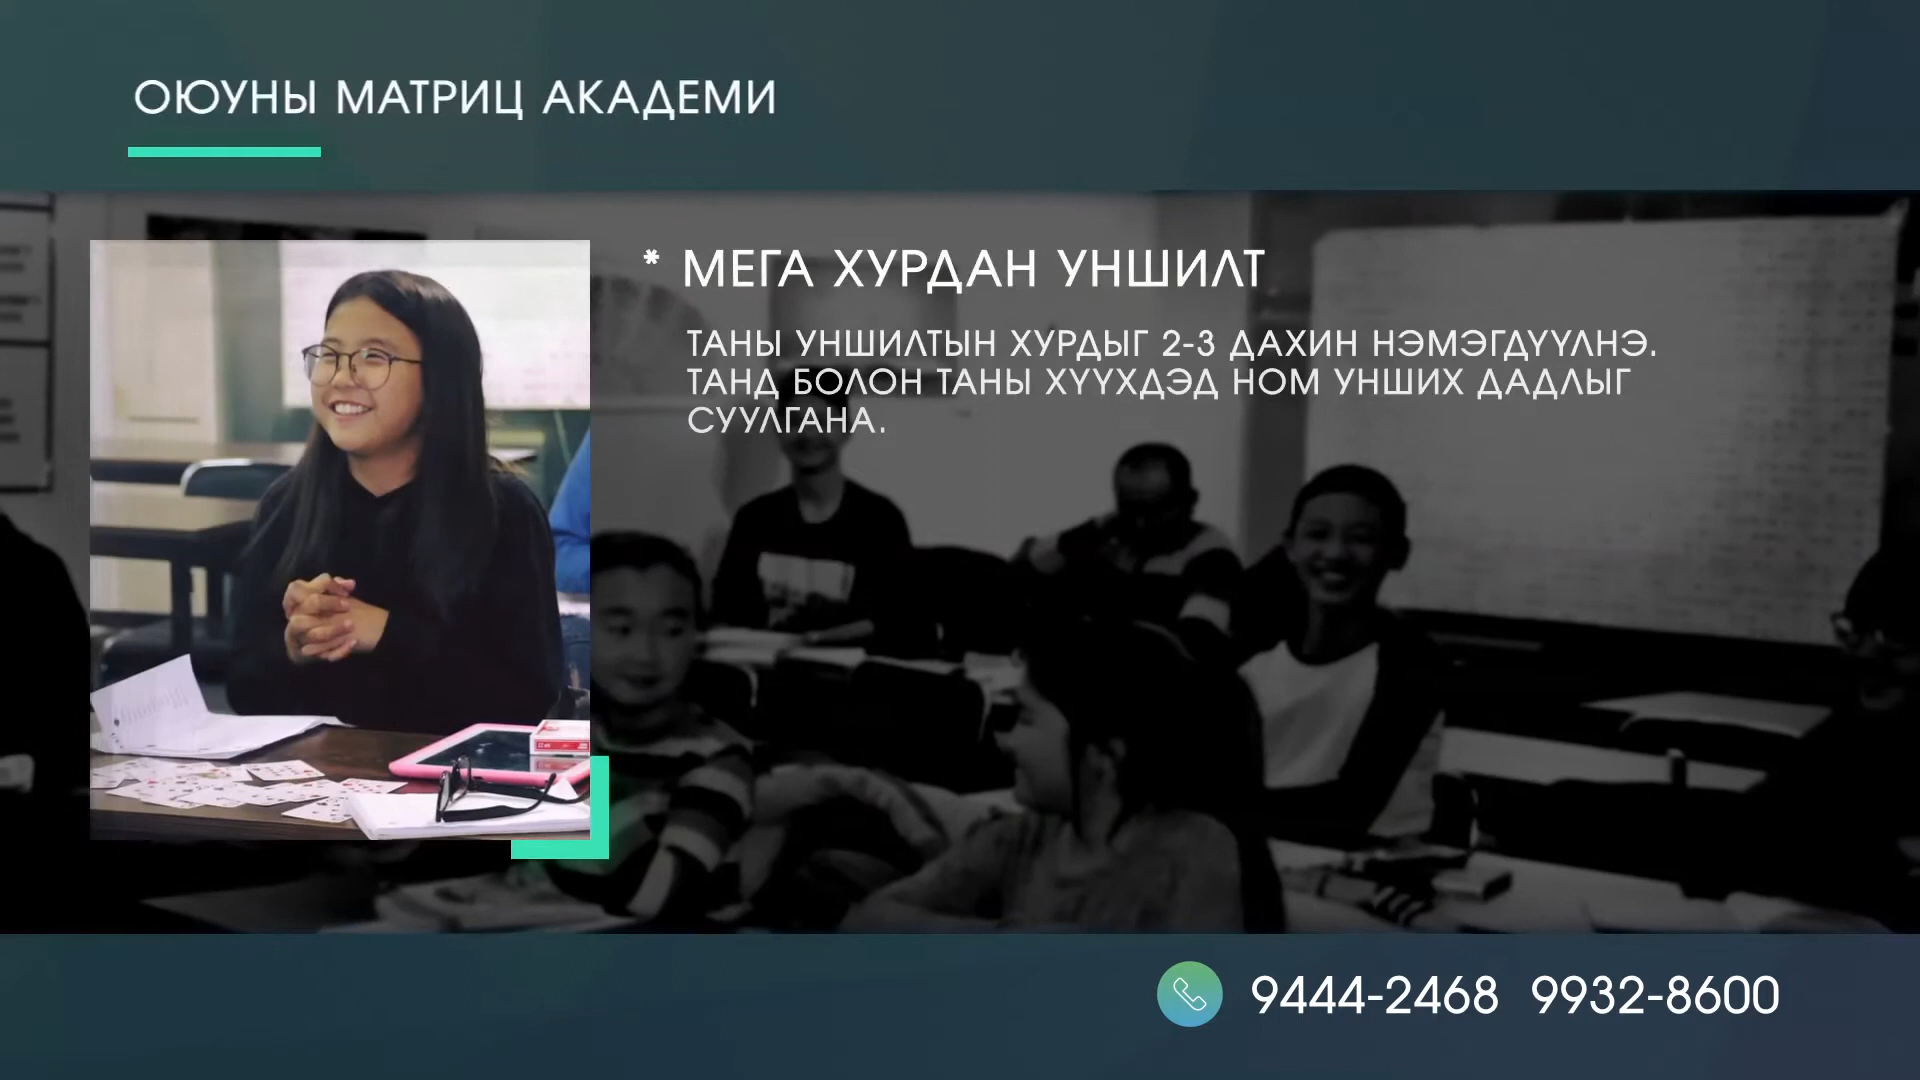 ОЮУНЫ МАТРИЦ АКАДЕМИ
* МЕГА ХУРДАН УНШИЛТ
ТАНЫ УНШИЛТЫН ХУРДЫГ 2-3 ДАХИН НЭМЭГДҮҮЛНЭ.
ТАНД БОЛОН ТАНЫ ХҮҮХДЭД НОМ УНШИХ ДАДЛЫГ
СУУЛГАНА.
9444-2468 9932-8600